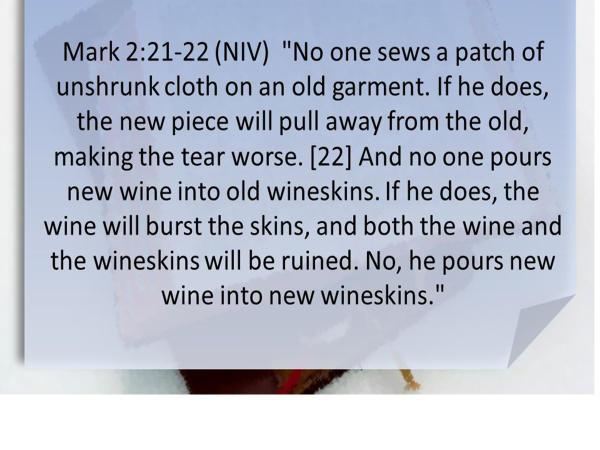 Mark 2:21-22 (NIV)  "No one sews a patch of
unshrunk cloth on an old garment. If he does,
the new piece will pull away from the old,
making the tear worse. [22] And no one pours
new wine into old wineskins. If he does, the
wine will burst the skins, and both the wine and
the wineskins will be ruined. No, he pours new
wine into new wineskins."